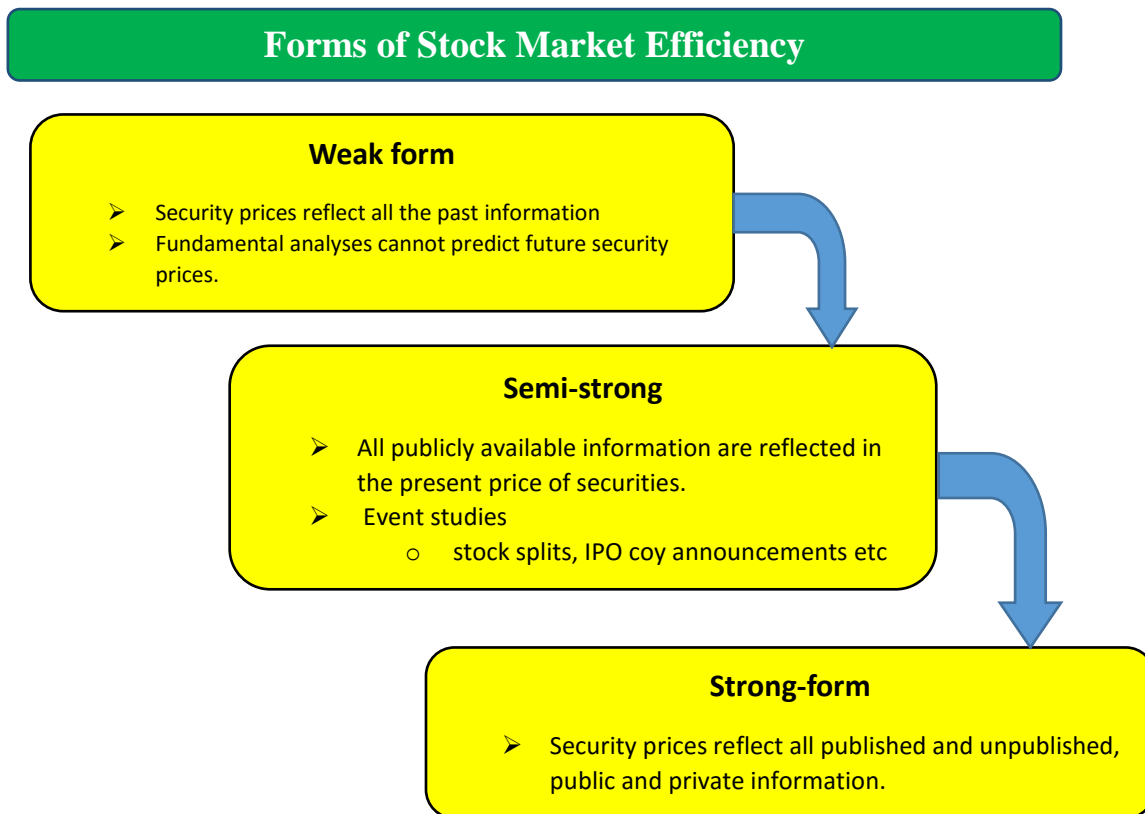 Forms of Stock Market Efficiency
Weak form
➢ Security prices reflect all the past information
➢ Fundamental analyses cannot predict future security
prices.
Semi-strong
➢ All publicly available information are reflected in
the present price of securities.
➢ Event studies
o stock splits, IPO coy announcements etc
Strong-form
➢ Security prices reflect all published and unpublished,
public and private information.